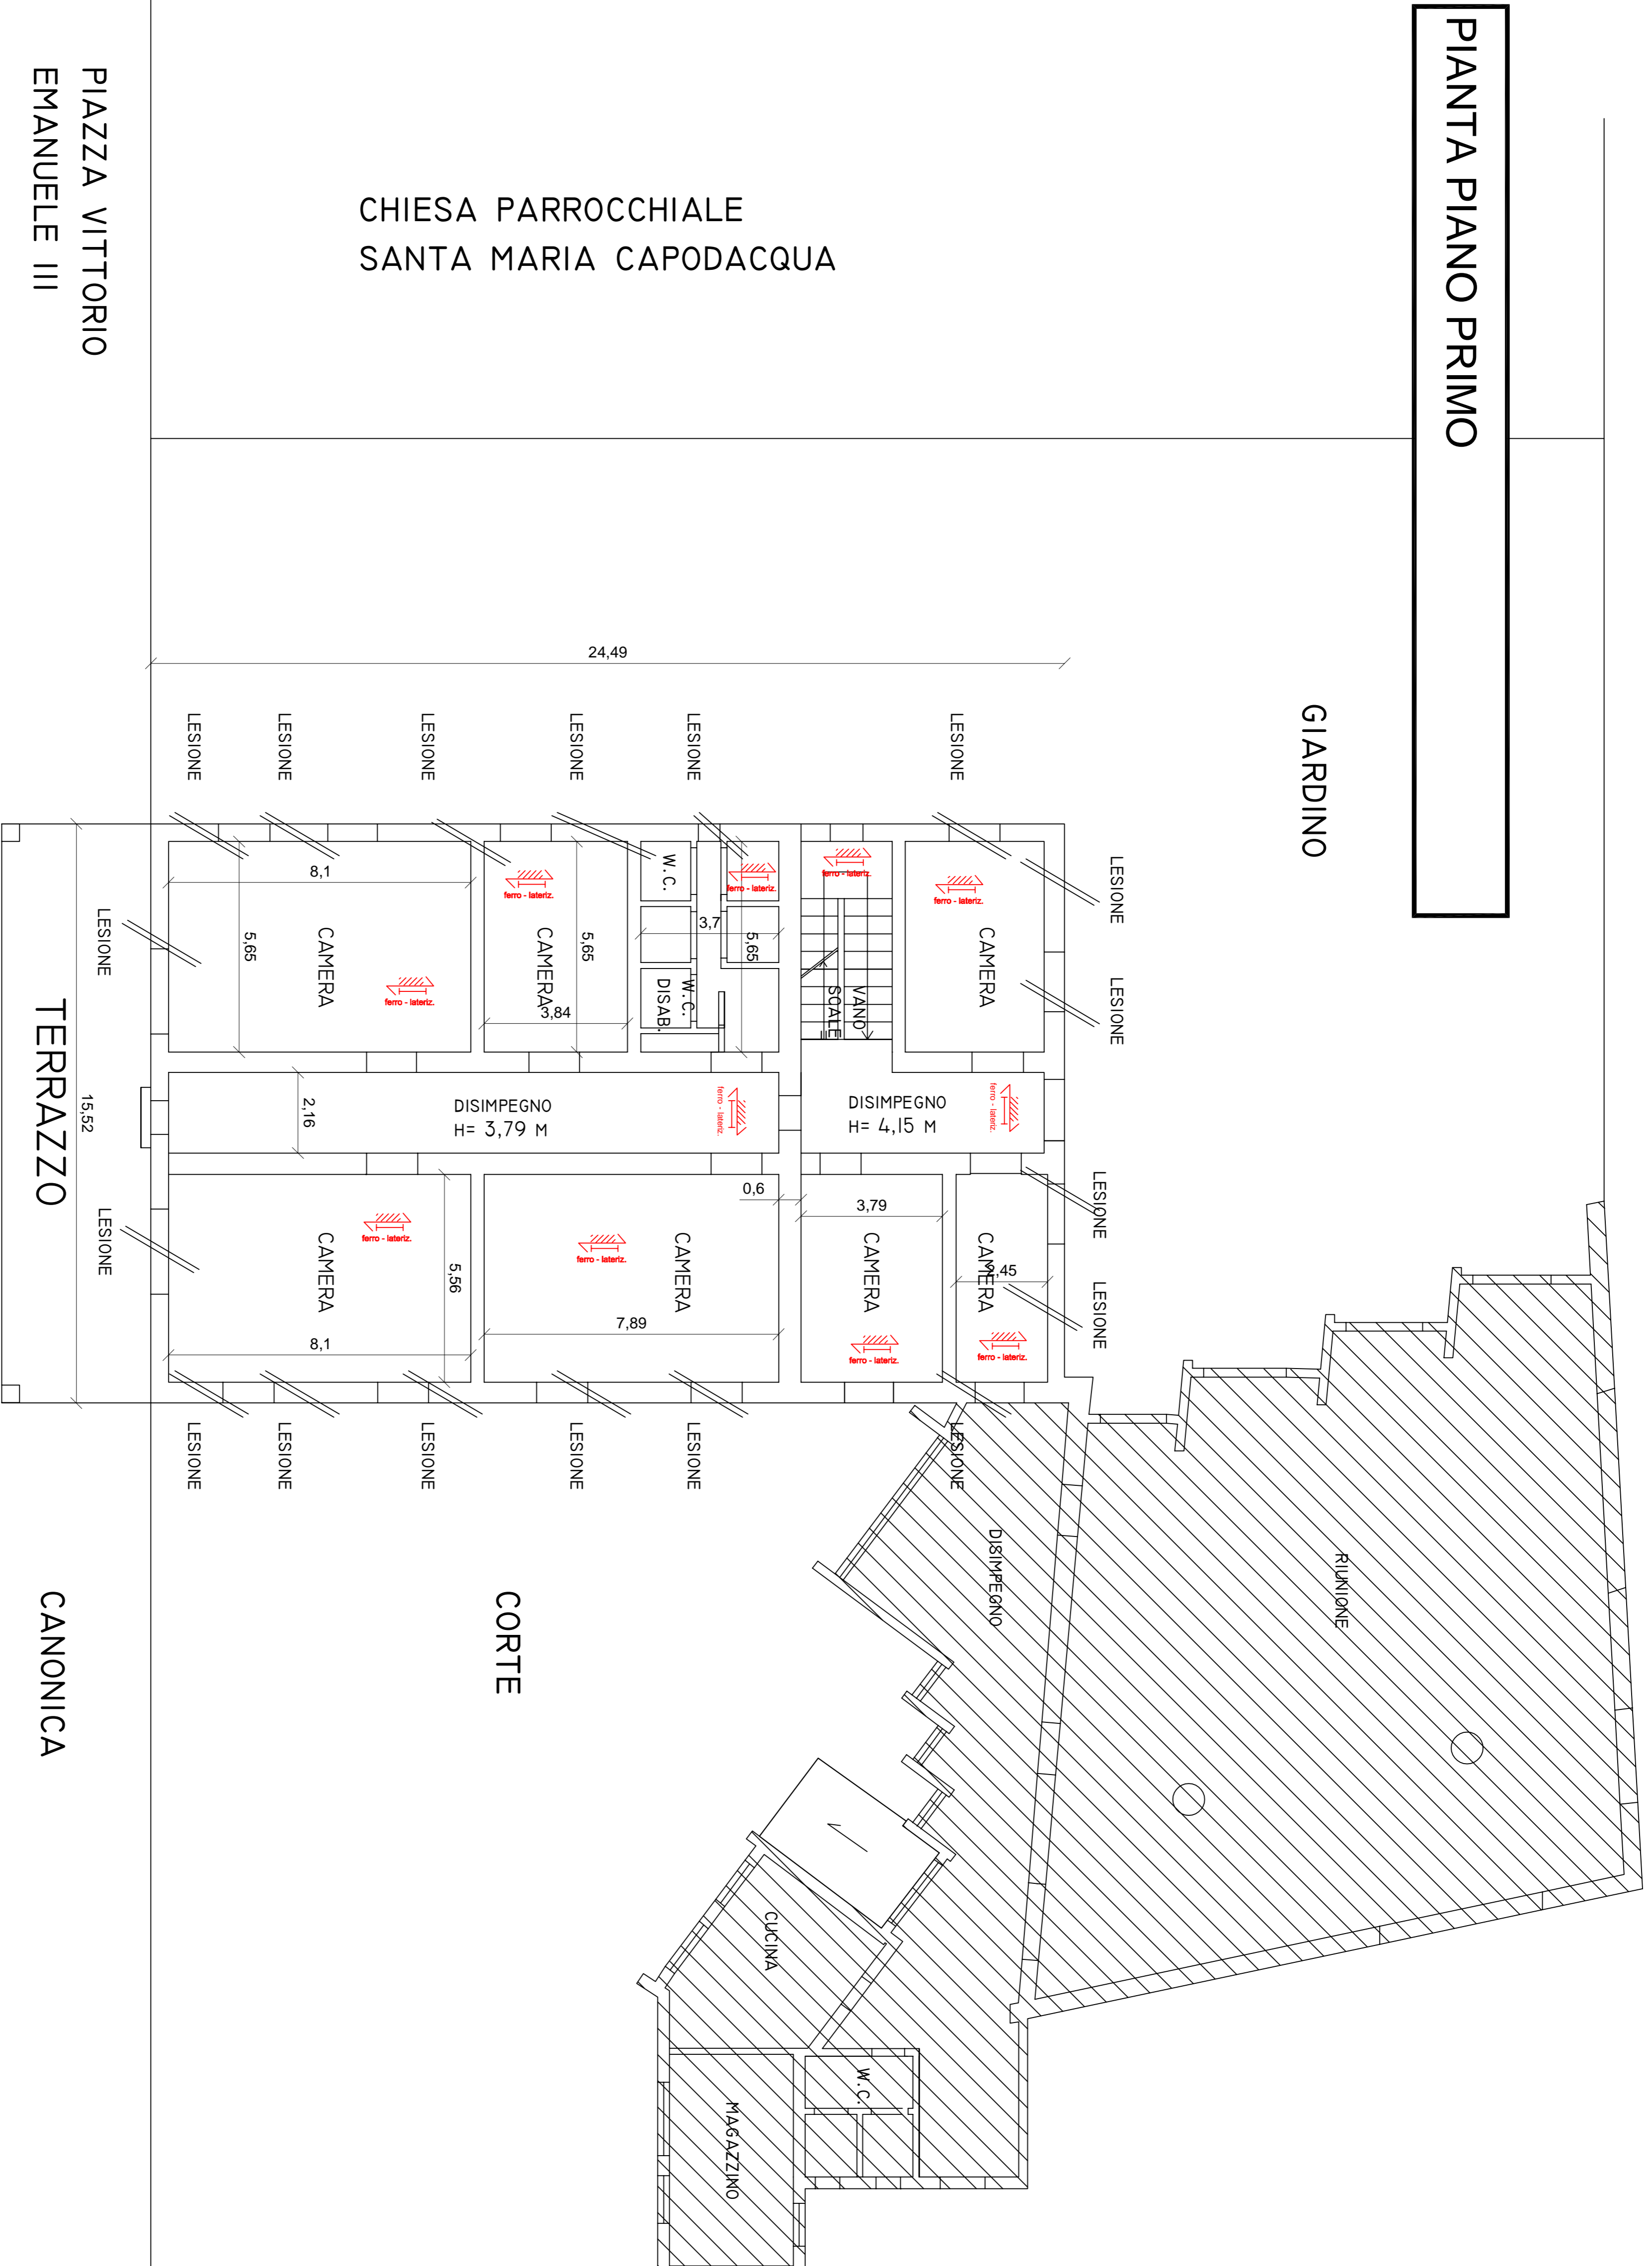 PIANTA PIANO PRIMO
PIAZZA VITTORIO
EMANUELE III
CHIESA PARROCCHIALE
SANTA MARIA CAPODACQUA
GIARDINO
24,49
LESIONE
LESIONE
LESIONE
LESIONE
LESIONE
LESIONE
LESIONE
LESIONE
8,1
5,65
CAMERA
ferro - lateriz.
ferro - lateriz.
CAMERA
5,65
3,84
W.C.
W.C.
DISAB.
3,7
5,65
ferro - lateriz.
ferro - lateriz.
VANO
SCALE
ferro - lateriz.
CAMERA
LESIONE
TERRAZZO
15,52
2,16
DISIMPEGNO
H= 3,79 M
ferro - lateriz.
DISIMPEGNO
H= 4,15 M
ferro - lateriz.
LESIONE
0,6
3,79
2,45
LESIONE
LESIONE
CAMERA
ferro - lateriz.
5,56
8,1
ferro - lateriz.
CAMERA
7,89
CAMERA
ferro - lateriz.
CAMERA
ferro - lateriz.
LESIONE
LESIONE
LESIONE
LESIONE
LESIONE
LESIONE
DISIMPEGNO
RIUNIONE
CANONICA
CORTE
CUCINA
W.C.
MAGAZZINO